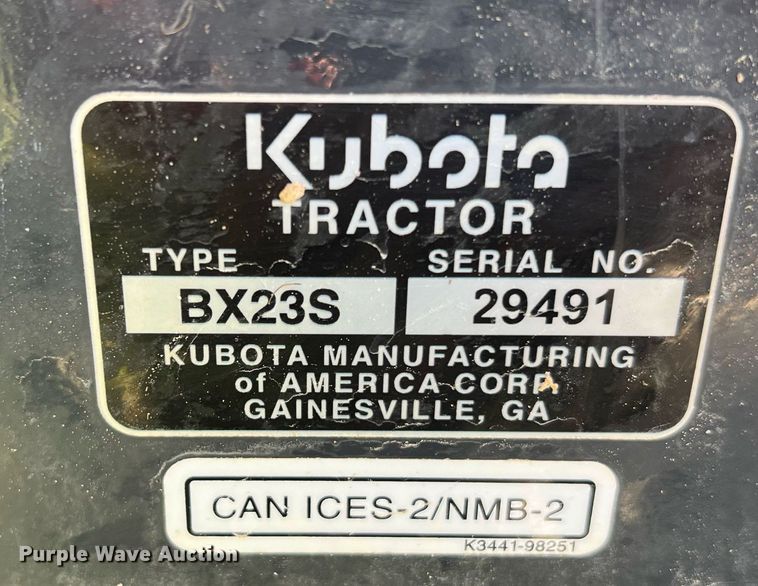 Kubota
TRACTOR
TYPE SERIAL NO.
BX23S 29491
KUBOTA MANUFACTURING
of AMERICA CORP.
GAINESVILLE, GA
CAN ICES-2/NMB-2
K3441-98251
Purple Wave Auction